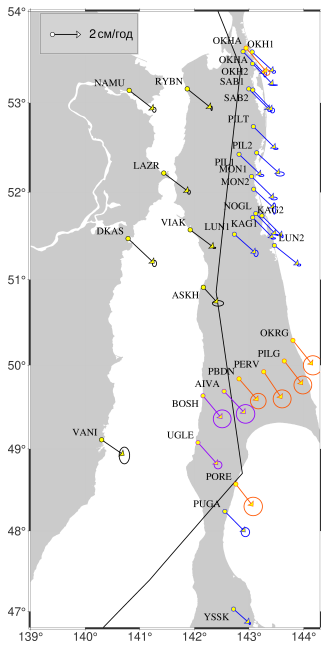 54°
2 см/год
OKHA
OKH1
OKHA
OKH2
SAB1
RYBN
NAMU
53°
SAB2
PILT
PIL2
PIL1
MON1
LAZR
MON2
52°
NOGL
KAG2
VIAK
LUN1
KAG1
DKAS
LUN2
51°
ASKH
OKRG
50°
PILG
PERV
PBDN
AIVA
BOSH
VANI
UGLE
49°
PORE
PUGA
48°
YSSK
47°
139° 140° 141° 142° 143° 144°